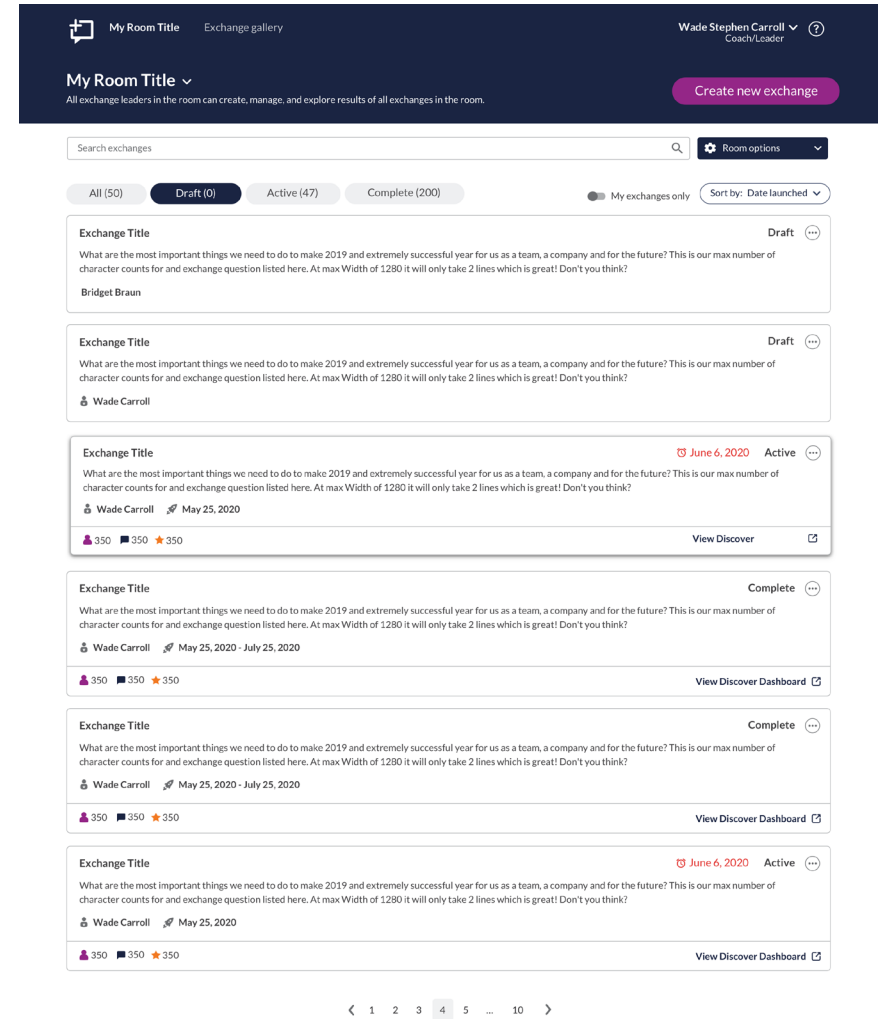 My Room Title Exchange gallery Wade Stephen Carroll
Coach/Leader
?
My Room Title
All exchange leaders in the room can create, manage, and explore results of all exchanges in the room.
Create new exchange
Search exchanges
Room options
All (50) Draft (0) Active (47) Complete (200)
My exchanges only
Sort by: Date launched
Exchange Title Draft
What are the most important things we need to do to make 2019 and extremely successful year for us as a team, a company and for the future? This is our max number of
character counts for and exchange question listed here. At max Width of 1280 it will only take 2 lines which is great! Don't you think?
Bridget Braun
Exchange Title Draft
What are the most important things we need to do to make 2019 and extremely successful year for us as a team, a company and for the future? This is our max number of
character counts for and exchange question listed here. At max Width of 1280 it will only take 2 lines which is great! Don't you think?
Wade Carroll
Exchange Title June 6, 2020 Active
What are the most important things we need to do to make 2019 and extremely successful year for us as a team, a company and for the future? This is our max number of
character counts for and exchange question listed here. At max Width of 1280 it will only take 2 lines which is great! Don't you think?
Wade Carroll May 25, 2020
350 350 350 View Discover
Exchange Title Complete
What are the most important things we need to do to make 2019 and extremely successful year for us as a team, a company and for the future? This is our max number of
character counts for and exchange question listed here. At max Width of 1280 it will only take 2 lines which is great! Don't you think?
Wade Carroll May 25, 2020 - July 25, 2020
350 350 350 View Discover Dashboard
Exchange Title Complete
What are the most important things we need to do to make 2019 and extremely successful year for us as a team, a company and for the future? This is our max number of
character counts for and exchange question listed here. At max Width of 1280 it will only take 2 lines which is great! Don't you think?
Wade Carroll May 25, 2020 - July 25, 2020
350 350 350 View Discover Dashboard
Exchange Title June 6, 2020 Active
What are the most important things we need to do to make 2019 and extremely successful year for us as a team, a company and for the future? This is our max number of
character counts for and exchange question listed here. At max Width of 1280 it will only take 2 lines which is great! Don't you think?
Wade Carroll May 25, 2020
350 350 350 View Discover Dashboard
1 2 3 4 5 ... 10